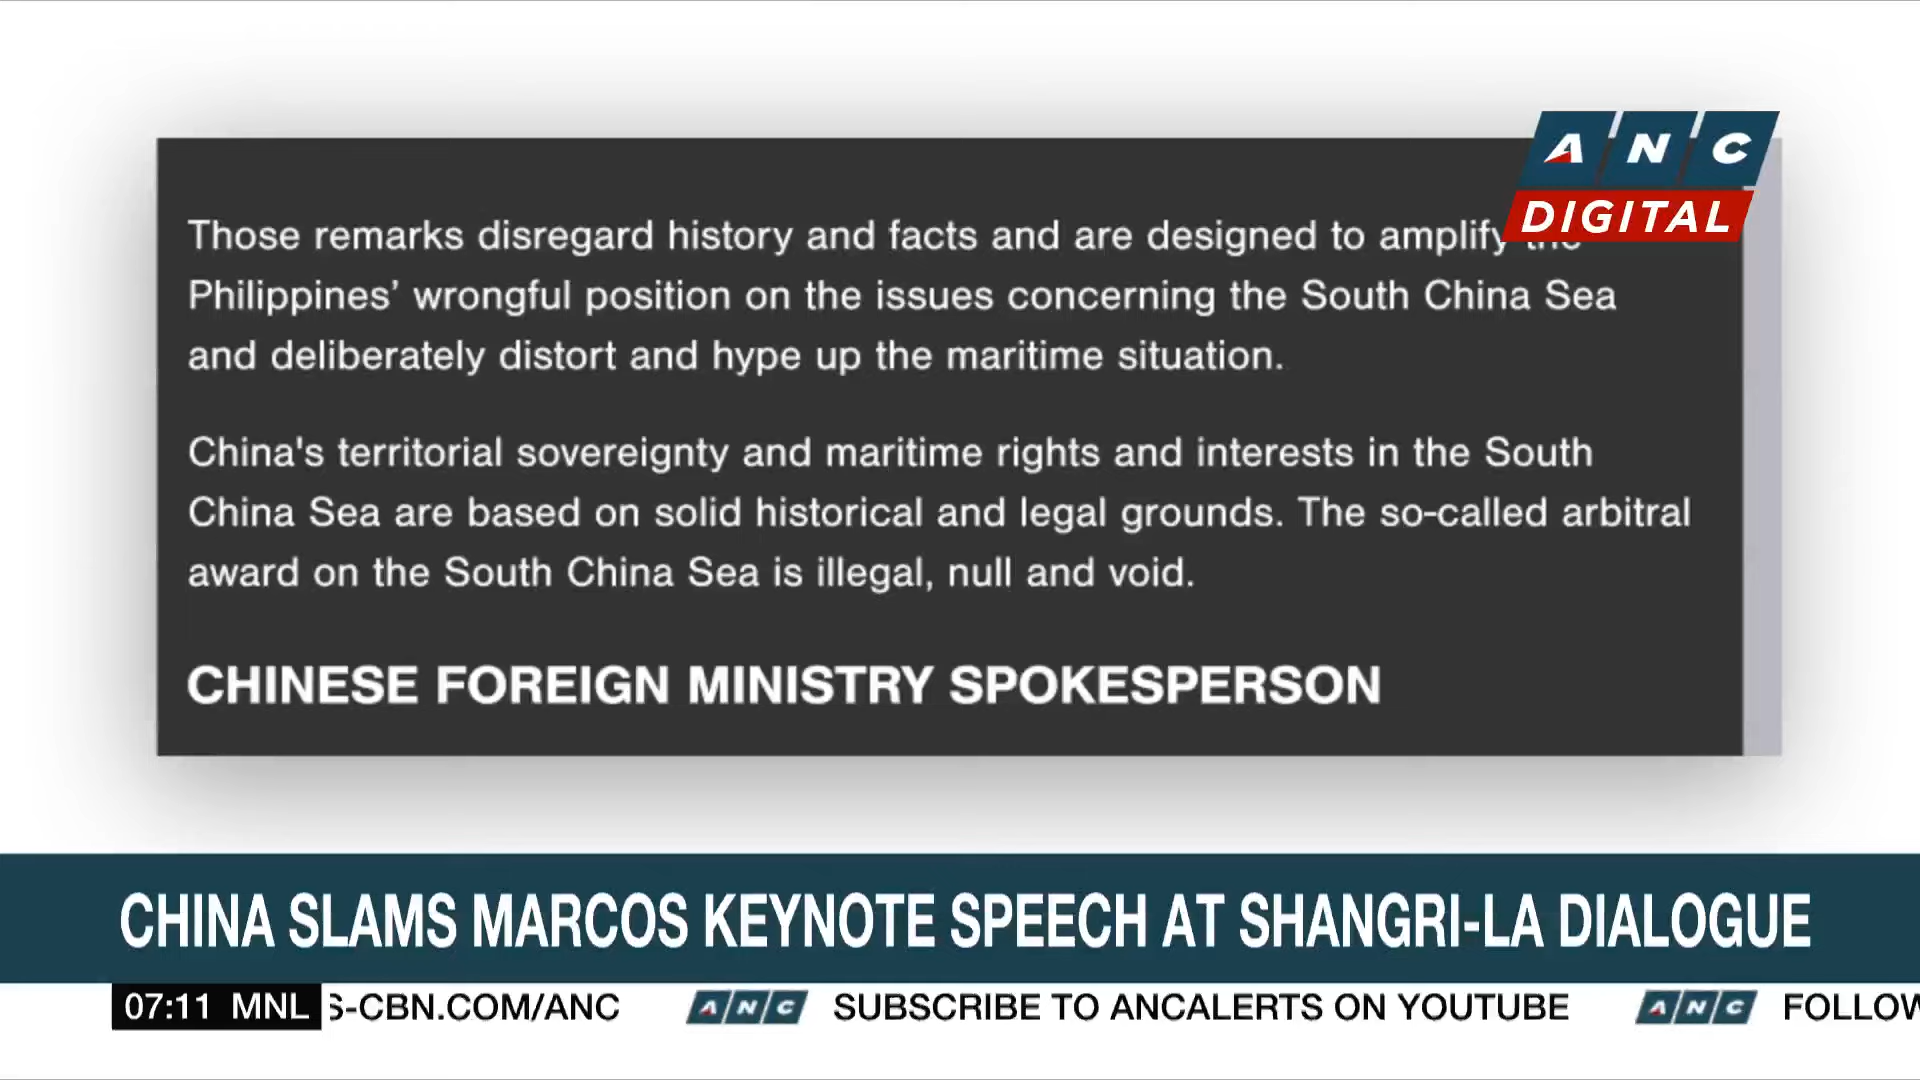 ANC
DIGITAL
Those remarks disregard history and facts and are designed to amplify the
Philippines’ wrongful position on the issues concerning the South China Sea
and deliberately distort and hype up the maritime situation.
China's territorial sovereignty and maritime rights and interests in the South
China Sea are based on solid historical and legal grounds. The so-called arbitral
award on the South China Sea is illegal, null and void.
CHINESE FOREIGN MINISTRY SPOKESPERSON
CHINA SLAMS MARCOS KEYNOTE SPEECH AT SHANGRI-LA DIALOGUE
07:11 MNL S-CBN.COM/ANC ANC SUBSCRIBE TO ANCALERTS ON YOUTUBE ANC FOLLOW